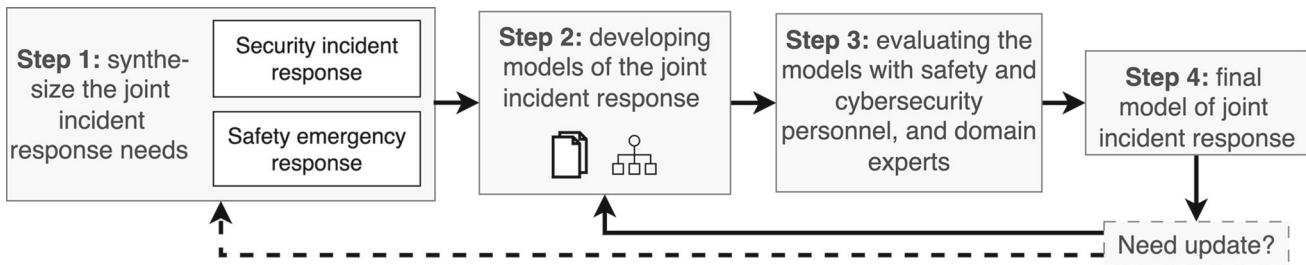 Step 1: synthe-
size the joint
incident
response needs
Security incident
response
Safety emergency
response
Step 2: developing
models of the joint
incident response
Step 3: evaluating the
models with safety and
cybersecurity
personnel, and domain
experts
Step 4: final
model of joint
incident response
Need update?